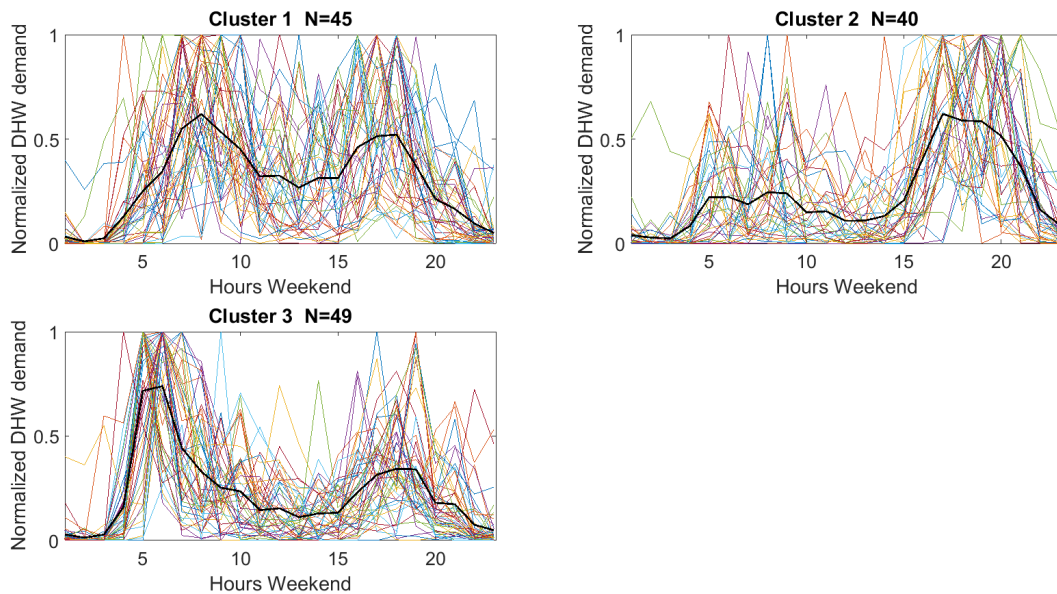 Cluster 1 N=45
1
0.5
0
Normalized DHW demand
5 10 15 20
Hours Weekend
Cluster 2 N=40
1
0.5
0
Normalized DHW demand
5 10 15 20
Hours Weekend
Cluster 3 N=49
1
0.5
0
Normalized DHW demand
5 10 15 20
Hours Weekend